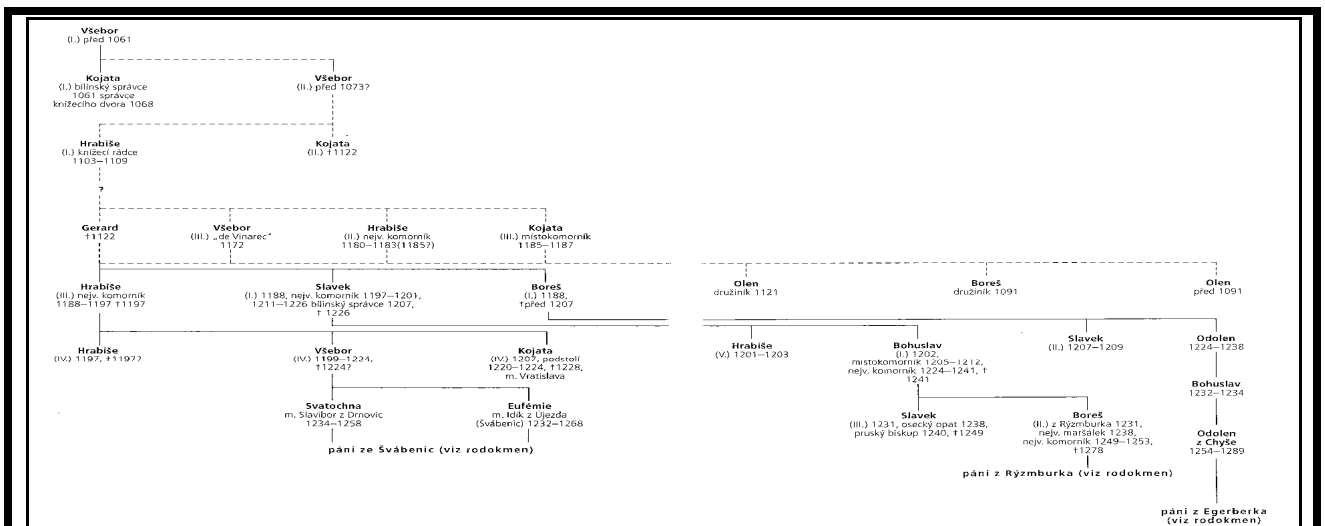 Všebor
(I.) před 1061
Kojata
(I.) bílinský správce
1061 správce
knížecího dvora 1068
Všebor
(II.) před 1073?
Hrabiše
(I.) knížecí rádce
1103–1109
Kojata
(II.) †1122
?
Gerard
†1122
Všebor
(III.) „de Vinarec“
1172
Hrabiše
(II.) nejv. komorník
1180–1183(1185?)
Kojata
(III.) místokomorník
1185–1187
Olen
družiník 1121
Boreš
družiník 1091
Olen
před 1091
Hrabiše
(III.) nejv. komorník
1188–1197 †1197
Slavek
(I.) 1188, nejv. komorník 1197–1201,
1211–1226 bílinský správce 1207,
† 1226
Boreš
(I.) 1188,
†před 1207
Hrabiše
(IV.) 1197, †1197?
Všebor
(IV.) 1199–1224,
†1224?
Kojata
(IV.) 1207, podstolí
1220–1224, †1228,
m. Vratislava
Hrabiše
(V.) 1201–1203
Bohuslav
(I.) 1202,
místokomorník 1205–1212,
nejv. komorník 1224–1241, †
1241
Slavek
(II.) 1207–1209
Odolen
1224–1238
Svatochna
m. Slavibor z Drnovic
1234–1258
Eufémie
m. Idík z Újezda
(Švábenic) 1232–1268
Slavek
(III.) 1231, osecký opat 1238,
pruský biskup 1240, †1249
Boreš
(II.) z Rýzmburka 1231,
nejv. maršálek 1238,
nejv. komorník 1249–1253,
†1278
Bohuslav
1232–1234
Odolen
z Chyše
1254–1289
páni ze Švábenic (viz rodokmen)
páni z Rýzmburka (viz rodokmen)
páni z Egerberka
(viz rodokmen)